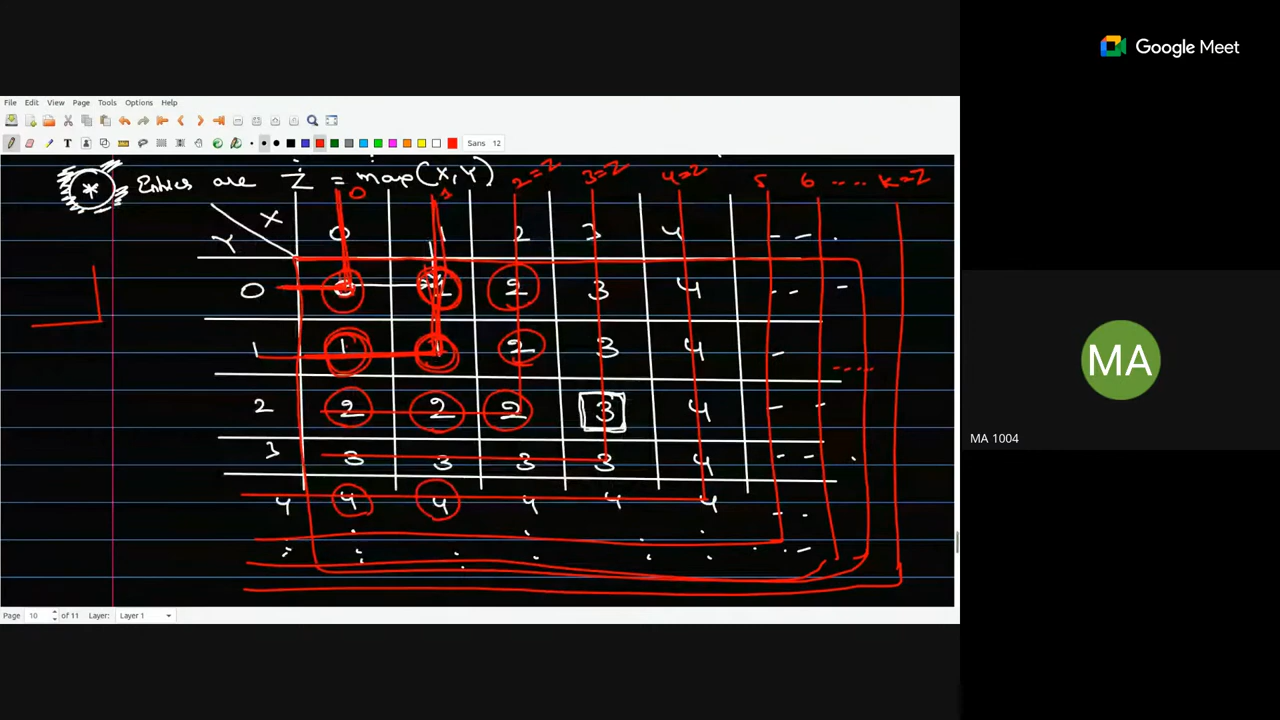 Google Meet
File Edit View Page Tools Options Help
Sans 12
* Entries are Z = max(X,Y)
0 1 2=Z 3=Z 4=Z 5 6 .... K=Z
X Y 0 1 2 3 4 - - .
0 2 3 4 - - -
1 1 1 2 3 4 -
2 2 2 2 3 4 - -
3 3 3 3 3 4 - - .
4 4 4 4 4 4 - -
MA
MA 1004
Page 10 of 11 Layer: Layer 1